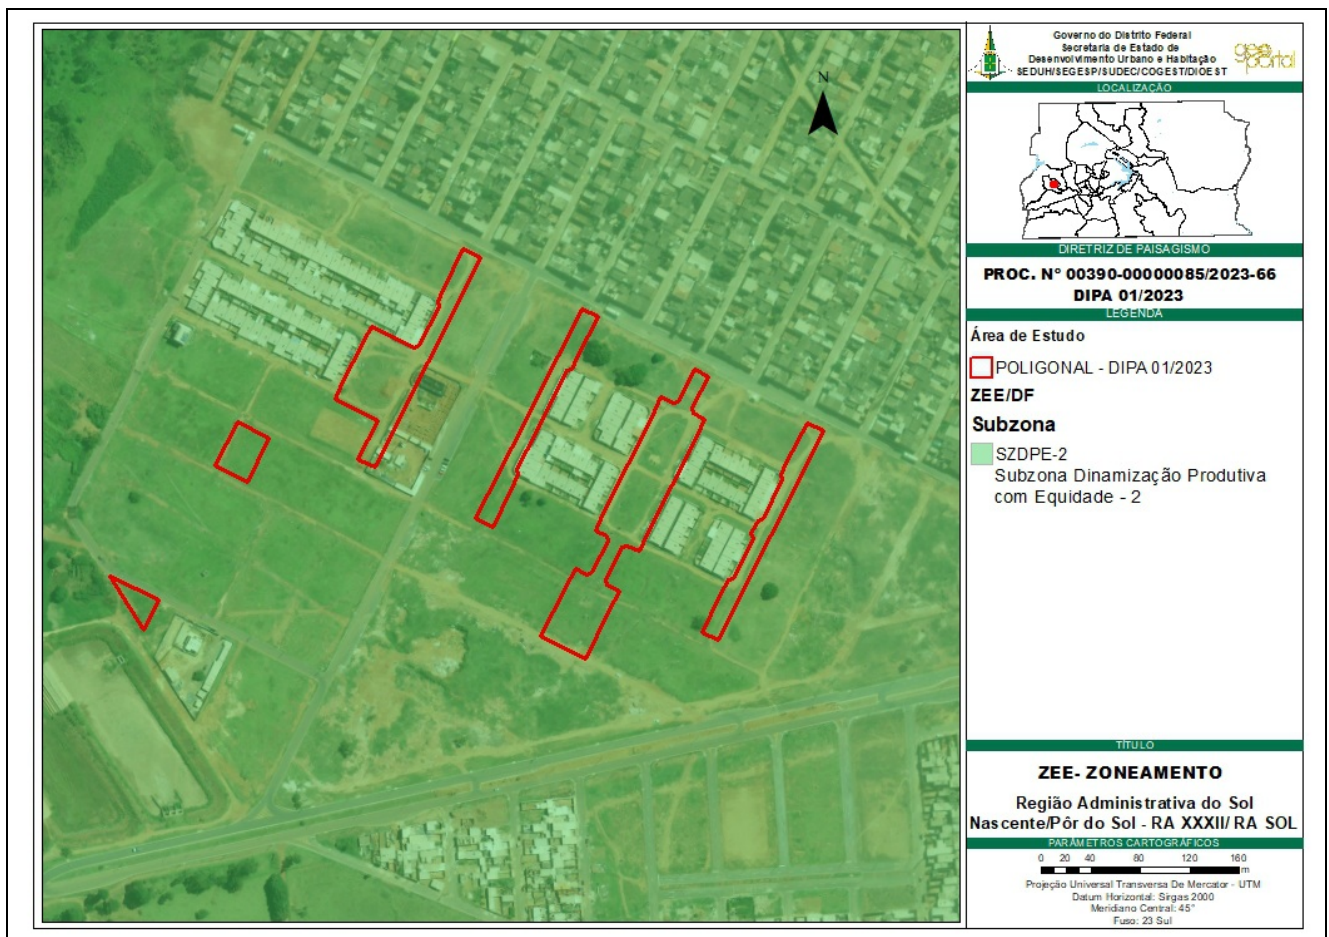 N
Governo do Distrito Federal
Secretaria de Estado de
Desenvolvimento Urbano e Habitação
SEDUH/SEGESP/SUDEC/COGEST/DIOEST
geo
portal
LOCALIZAÇÃO
DIRETRIZ DE PAISAGISMO
PROC. Nº 00390-00000085/2023-66
DIPA 01/2023
LEGENDA
Área de Estudo
POLIGONAL - DIPA 01/2023
ZEE/DF
Subzona
SZDPE-2
Subzona Dinamização Produtiva
com Equidade - 2
TÍTULO
ZEE- ZONEAMENTO
Região Administrativa do Sol
Nascente/Pôr do Sol - RA XXXII/ RA SOL
PARÂMETROS CARTOGRÁFICOS
0 20 40 80 120 160
m
Projeção Universal Transversa De Mercator - UTM
Datum Horizontal: Sirgas 2000
Meridiano Central: 45°
Fuso: 23 Sul